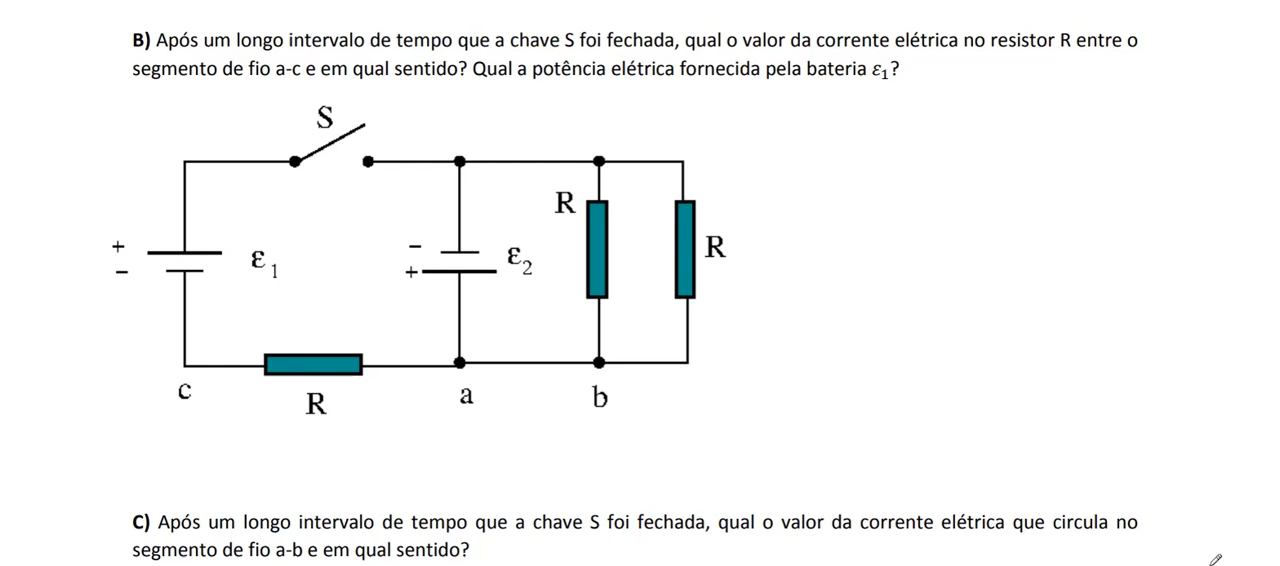 B) Após um longo intervalo de tempo que a chave S foi fechada, qual o valor da corrente elétrica no resistor R entre o
segmento de fio a-c e em qual sentido? Qual a potência elétrica fornecida pela bateria ε₁?
S
R
+
-
ε₁
-
+
ε₂
R
c
R
a
b
C) Após um longo intervalo de tempo que a chave S foi fechada, qual o valor da corrente elétrica que circula no
segmento de fio a-b e em qual sentido?